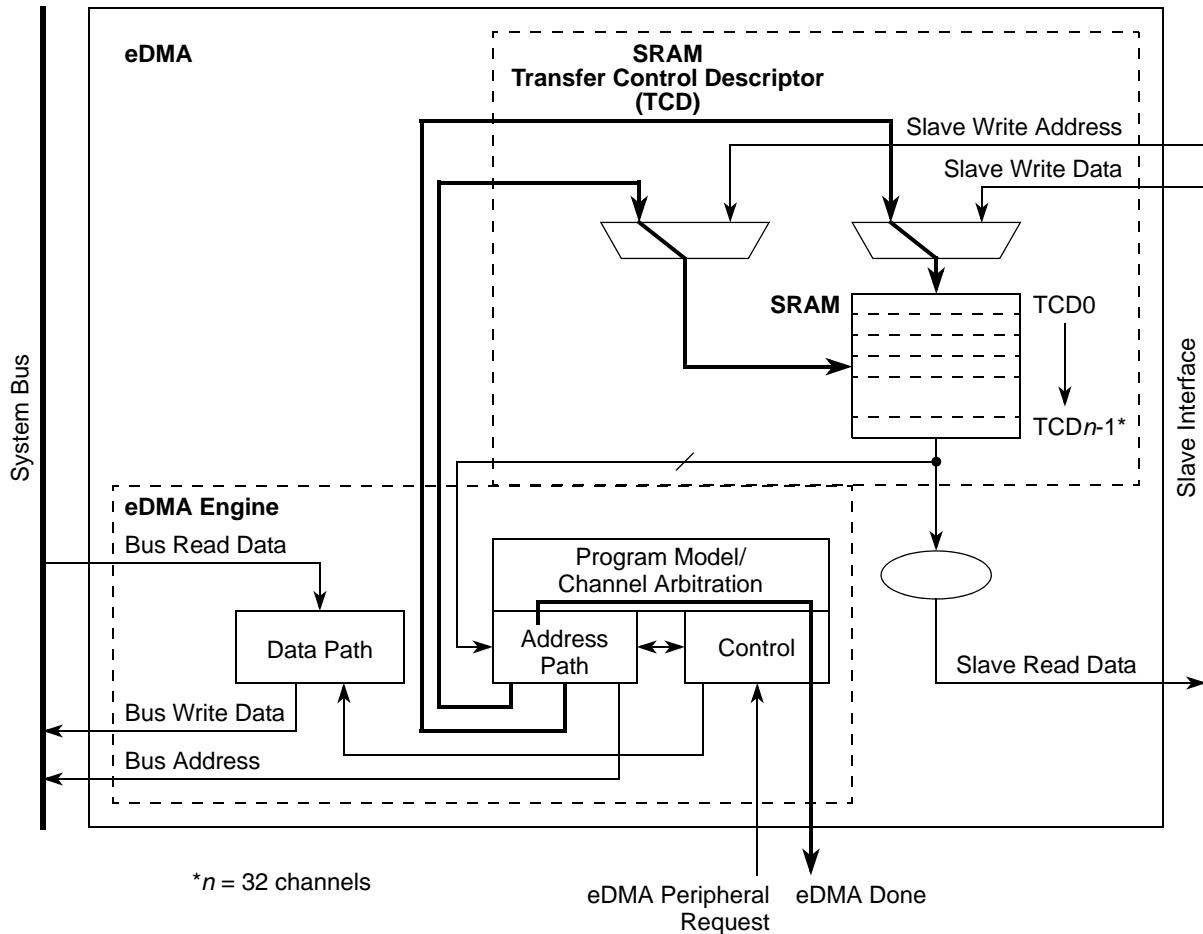 eDMA
SRAM
Transfer Control Descriptor
(TCD)
Slave Write Address
Slave Write Data
SRAM
TCD0
TCDn-1*
System Bus
Slave Interface
eDMA Engine
Bus Read Data
Program Model/
Channel Arbitration
Data Path
Address
Path
Control
Slave Read Data
Bus Write Data
Bus Address
*n = 32 channels
eDMA Peripheral
Request
eDMA Done